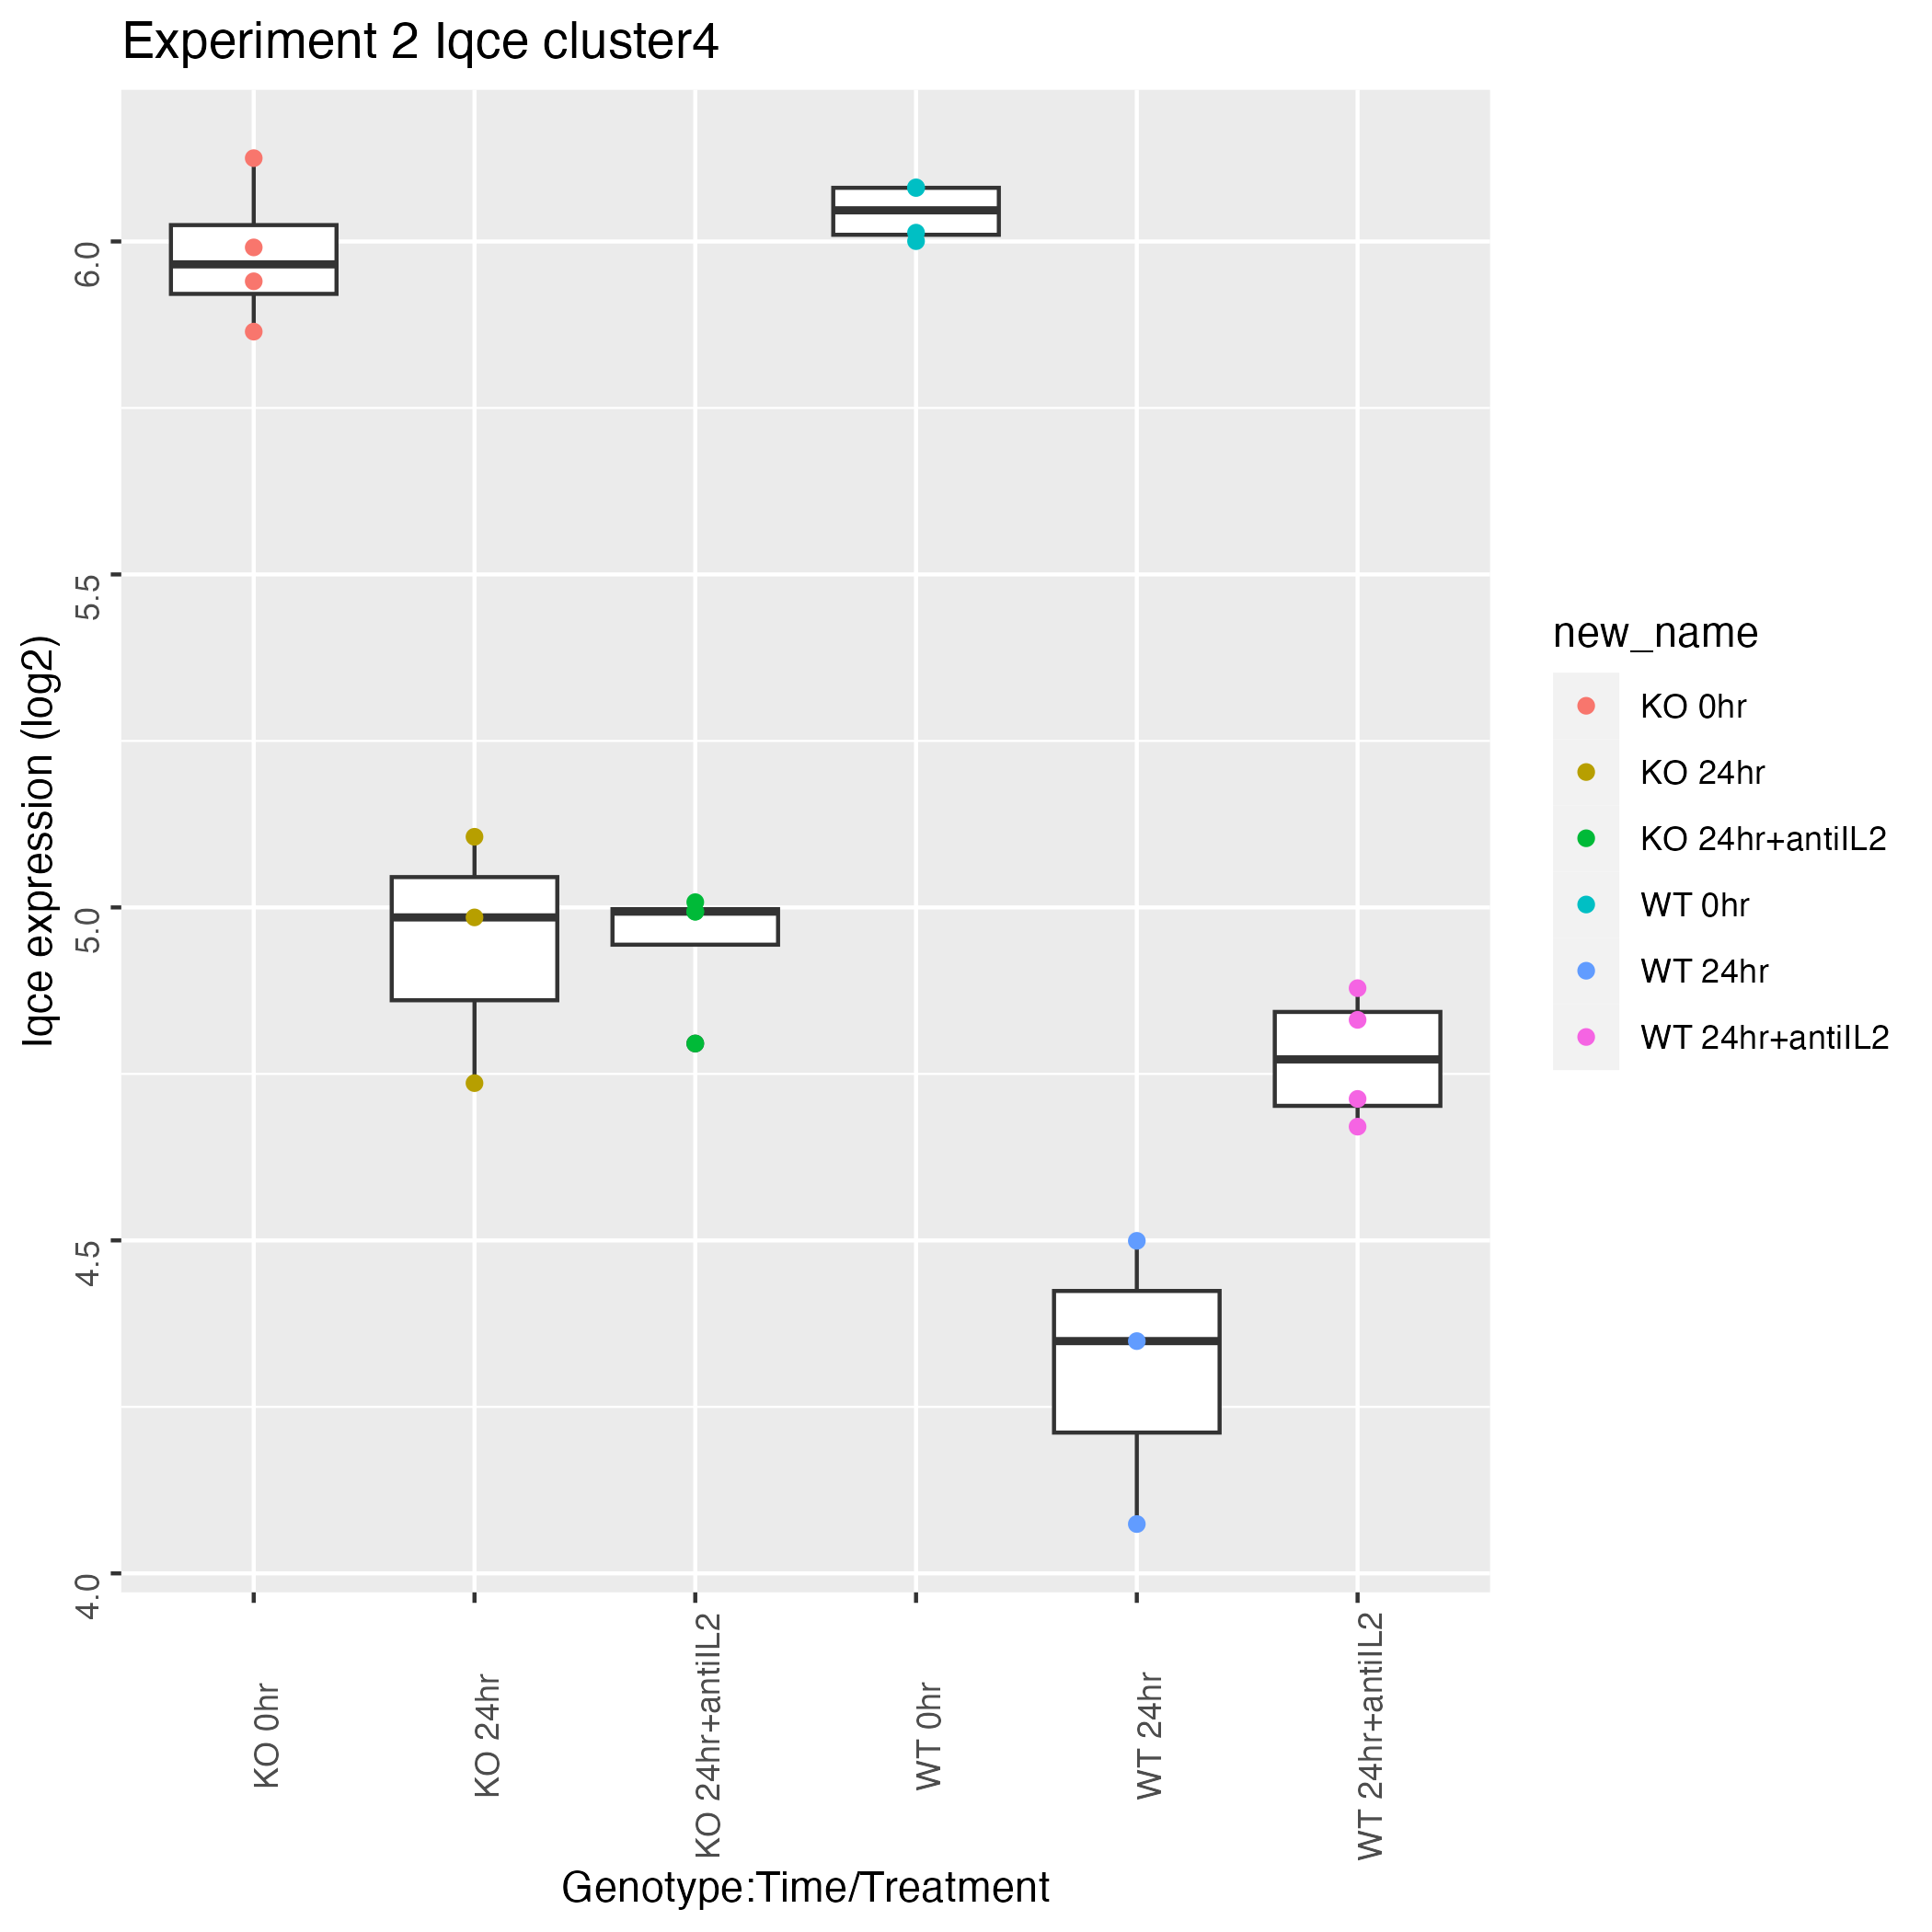 Experiment 2 Iqce cluster4
Iqce expression (log2)
6.0
5.5
5.0
4.5
4.0
KO 0hr
KO 24hr
KO 24hr+antiIL2
WT 0hr
WT 24hr
WT 24hr+antiIL2
Genotype:Time/Treatment
new_name
KO 0hr
KO 24hr
KO 24hr+antiIL2
WT 0hr
WT 24hr
WT 24hr+antiIL2